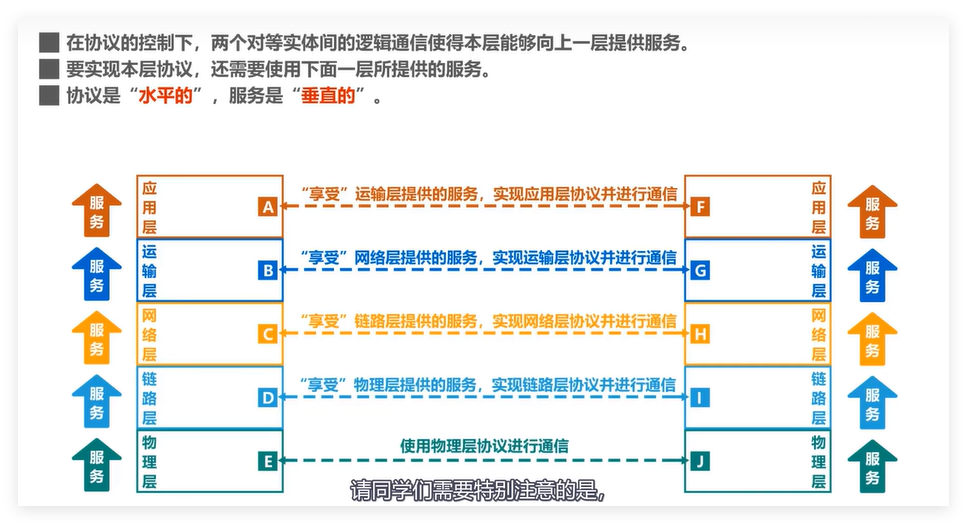 在协议的控制下，两个对等实体间的逻辑通信使得本层能够向上一层提供服务。
要实现本层协议，还需要使用下面一层所提供的服务。
协议是“水平的”，服务是“垂直的”。
服务 应用层 A “享受”运输层提供的服务，实现应用层协议并进行通信 F 应用层 服务
服务 运输层 B “享受”网络层提供的服务，实现运输层协议并进行通信 G 运输层 服务
服务 网络层 C “享受”链路层提供的服务，实现网络层协议并进行通信 H 网络层 服务
服务 链路层 D “享受”物理层提供的服务，实现链路层协议并进行通信 I 链路层 服务
服务 物理层 E 使用物理层协议进行通信 J 物理层 服务
请同学们需要特别注意的是，